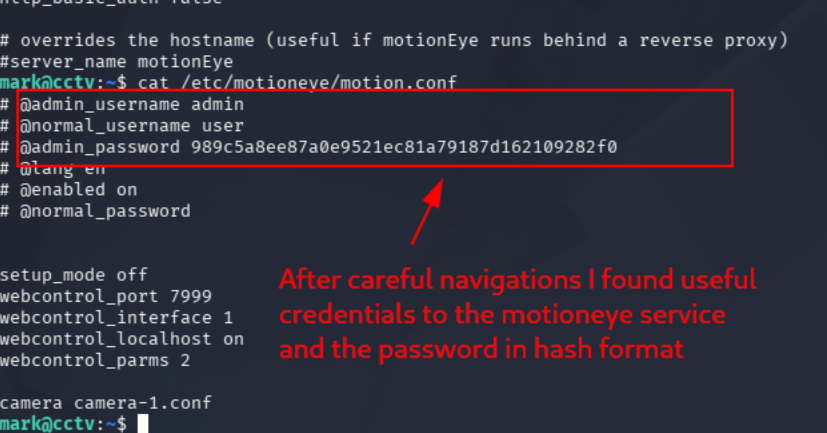 http_basic_auth false
# overrides the hostname (useful if motionEye runs behind a reverse proxy)
#server_name motionEye
mark@cctv:~$ cat /etc/motioneye/motion.conf
# @admin_username admin
# @normal_username user
# @admin_password 989c5a8ee87a0e9521ec81a79187d162109282f0
# @lang en
# @enabled on
# @normal_password
setup_mode off
webcontrol_port 7999
webcontrol_interface 1
webcontrol_localhost on
webcontrol_parms 2
After careful navigations I found useful
credentials to the motioneye service
and the password in hash format
camera camera-1.conf
mark@cctv:~$